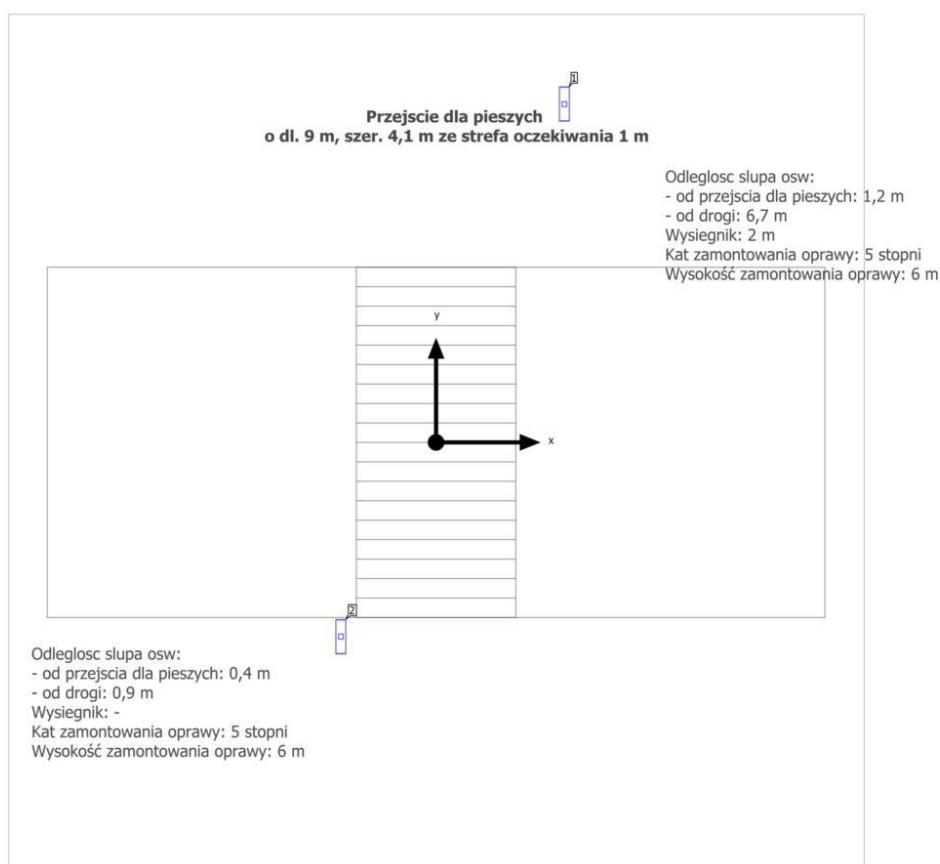 1
Przejscie dla pieszych
o dl. 9 m, szer. 4,1 m ze strefa oczekiwania 1 m
Odleglosc slupa osw:
- od przejscia dla pieszych: 1,2 m
- od drogi: 6,7 m
Wysiegnik: 2 m
Kat zamontowania oprawy: 5 stopni
Wysokość zamontowania oprawy: 6 m
y
x
2
Odleglosc slupa osw:
- od przejscia dla pieszych: 0,4 m
- od drogi: 0,9 m
Wysiegnik: -
Kat zamontowania oprawy: 5 stopni
Wysokość zamontowania oprawy: 6 m